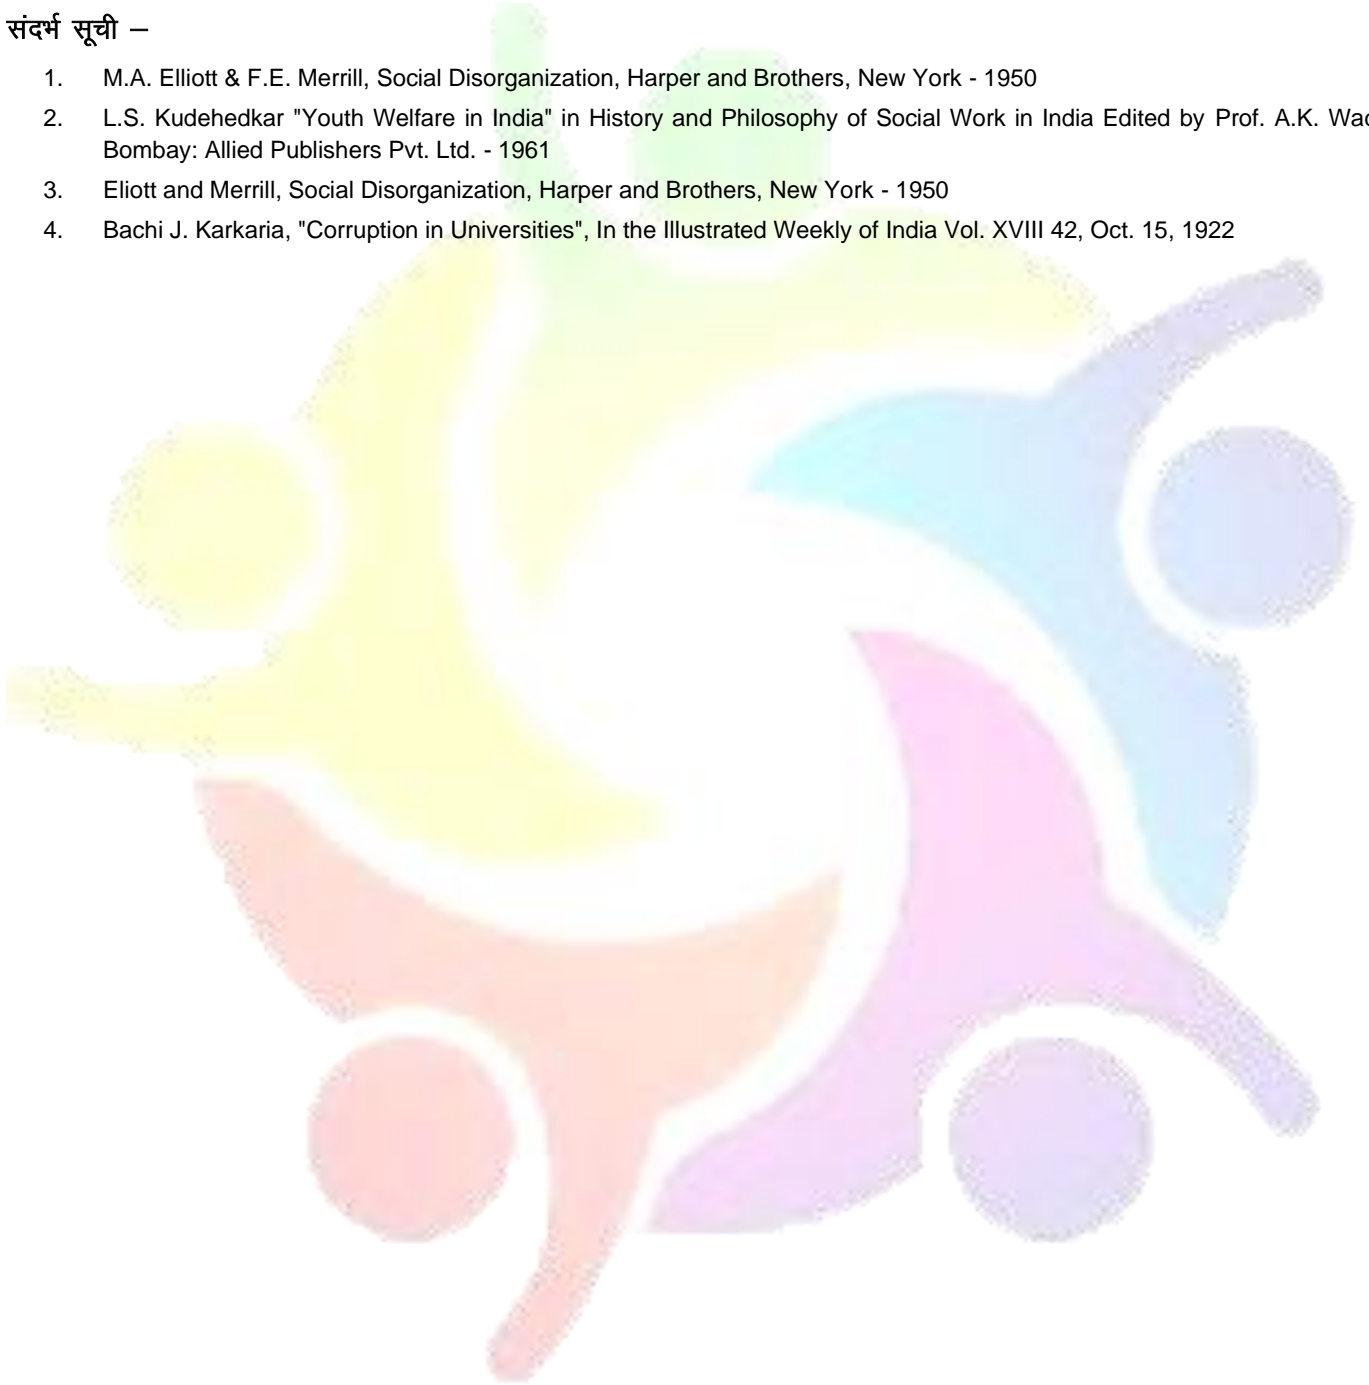 संदर्भ सूची –
1. M.A. Elliott & F.E. Merrill, Social Disorganization, Harper and Brothers, New York - 1950
2. L.S. Kudehedkar "Youth Welfare in India" in History and Philosophy of Social Work in India Edited by Prof. A.K.
Bombay: Allied Publishers Pvt. Ltd. - 1961
3. Eliott and Merrill, Social Disorganization, Harper and Brothers, New York - 1950
4. Bachi J. Karkaria, "Corruption in Universities", In the Illustrated Weekly of India Vol. XVIII 42, Oct. 15, 1922